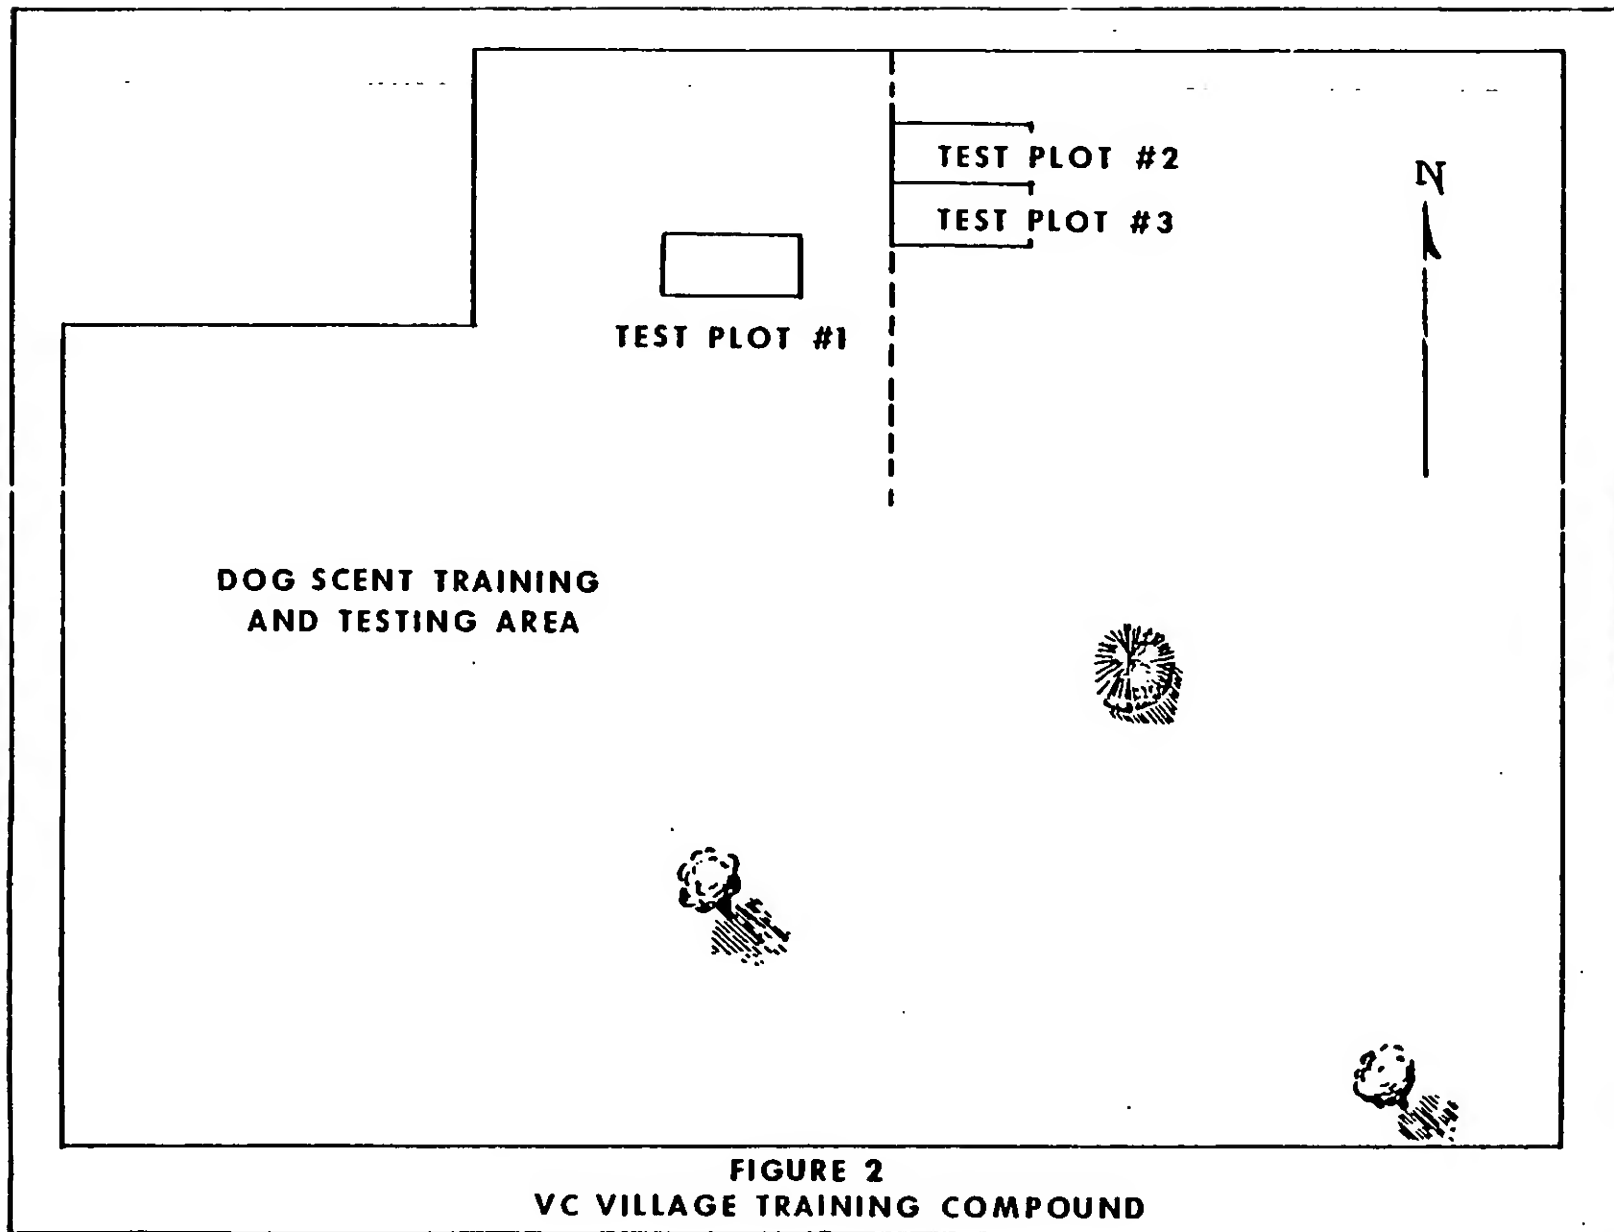 TEST PLOT #2
N
TEST PLOT #3
TEST PLOT #1
DOG SCENT TRAINING
AND TESTING AREA
FIGURE 2
VC VILLAGE TRAINING COMPOUND